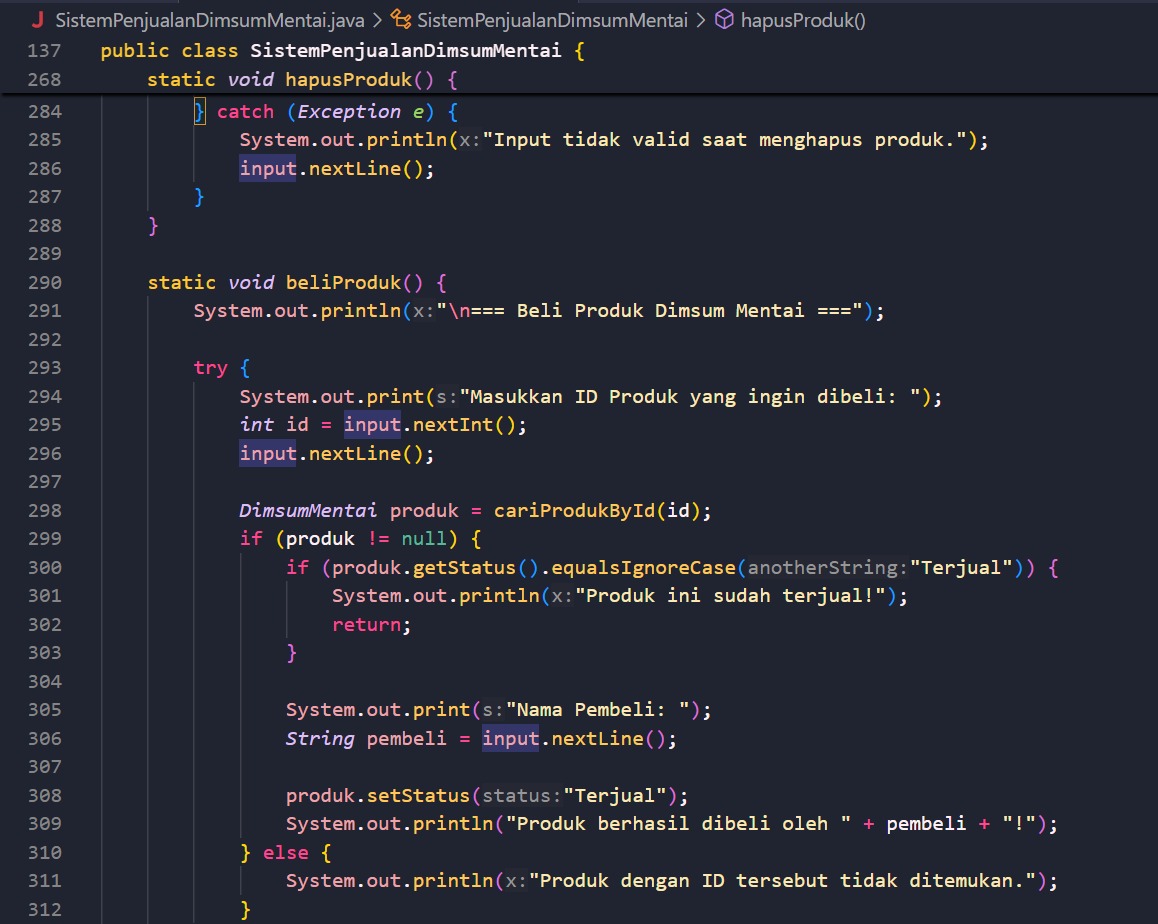 SistemPenjualanDimsumMentai.java > SistemPenjualanDimsumMentai > hapusProduk()
137 public class SistemPenjualanDimsumMentai {
268 static void hapusProduk() {
284 } catch (Exception e) {
285 System.out.println(x:"Input tidak valid saat menghapus produk.");
286 input.nextLine();
287 }
288 }
289
290 static void beliProduk() {
291 System.out.println(x:"\n=== Beli Produk Dimsum Mentai ===");
292
293 try {
294 System.out.print(s:"Masukkan ID Produk yang ingin dibeli: ");
295 int id = input.nextInt();
296 input.nextLine();
297
298 DimsumMentai produk = cariProdukById(id);
299 if (produk != null) {
300 if (produk.getStatus().equalsIgnoreCase(anotherString:"Terjual")) {
301 System.out.println(x:"Produk ini sudah terjual!");
302 return;
303 }
304
305 System.out.print(s:"Nama Pembeli: ");
306 String pembeli = input.nextLine();
307
308 produk.setStatus(status:"Terjual");
309 System.out.println("Produk berhasil dibeli oleh " + pembeli + "!");
310 } else {
311 System.out.println(x:"Produk dengan ID tersebut tidak ditemukan.");
312 }